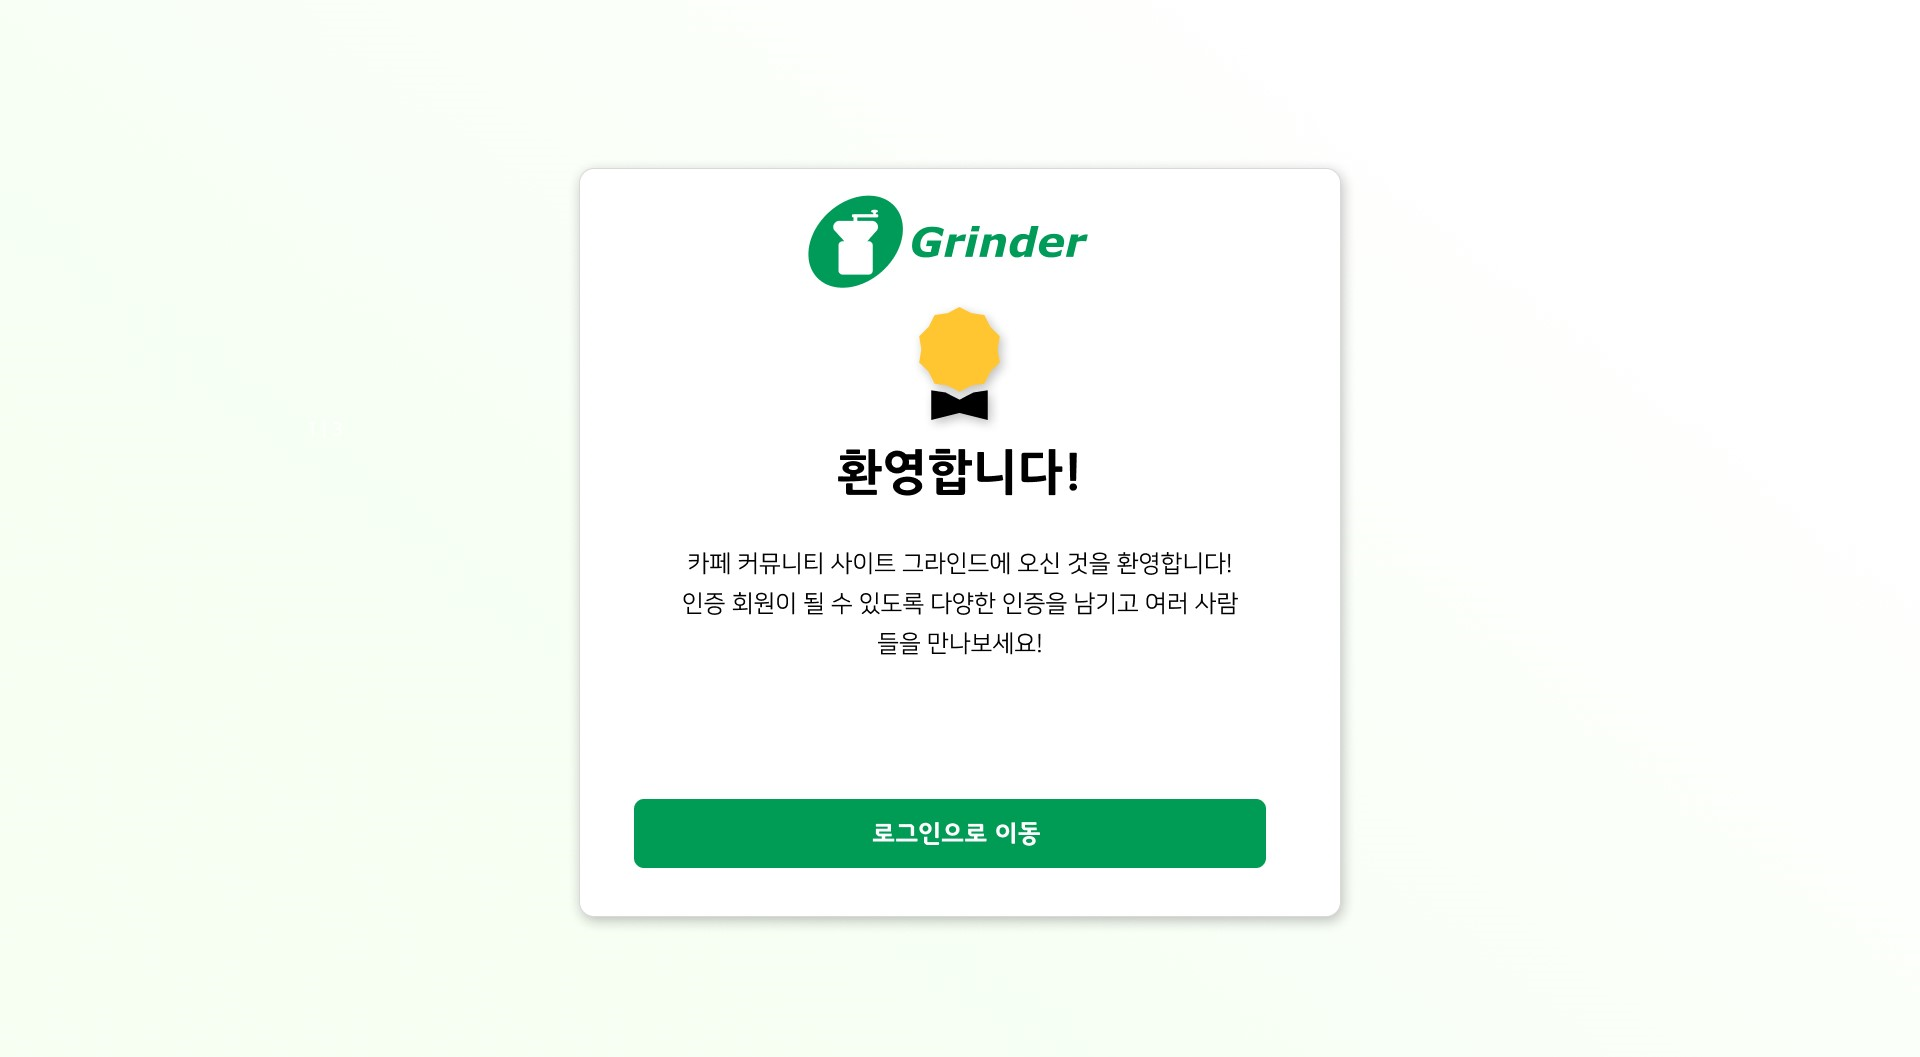 Grinder
환영합니다!
카페 커뮤니티 사이트 그라인드에 오신 것을 환영합니다!
인증 회원이 될 수 있도록 다양한 인증을 남기고 여러 사람
들을 만나보세요!
로그인으로 이동